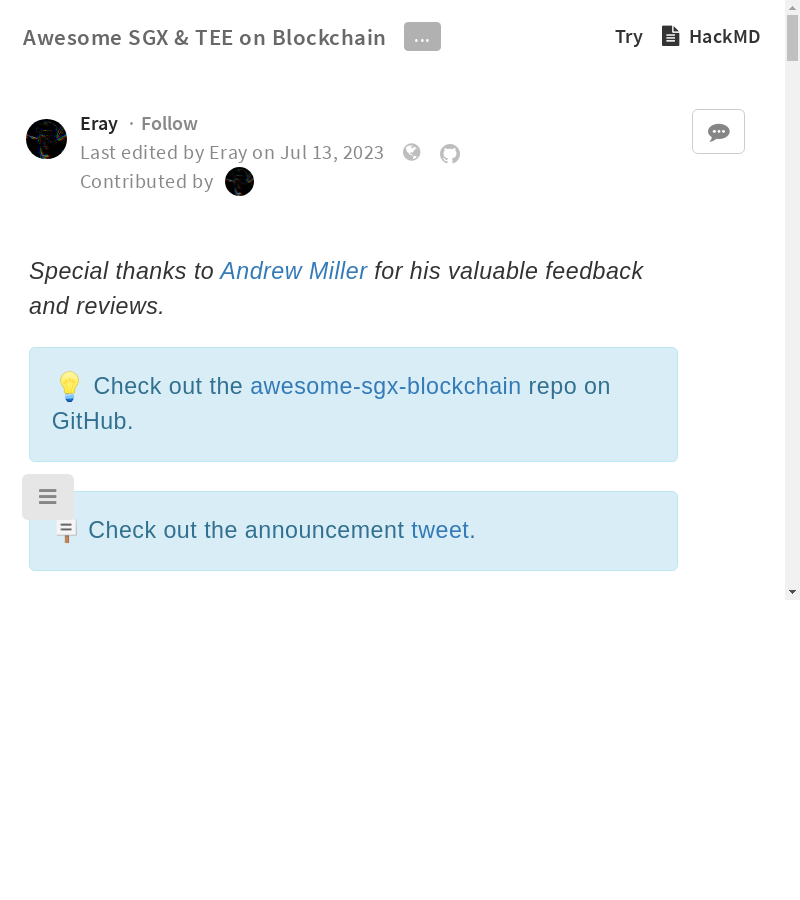 Awesome SGX & TEE on Blockchain ...
Try HackMD
Eray · Follow
Last edited by Eray on Jul 13, 2023
Contributed by
Special thanks to Andrew Miller for his valuable feedback
and reviews.
💡 Check out the awesome-sgx-blockchain repo on
GitHub.
🪧 Check out the announcement tweet.